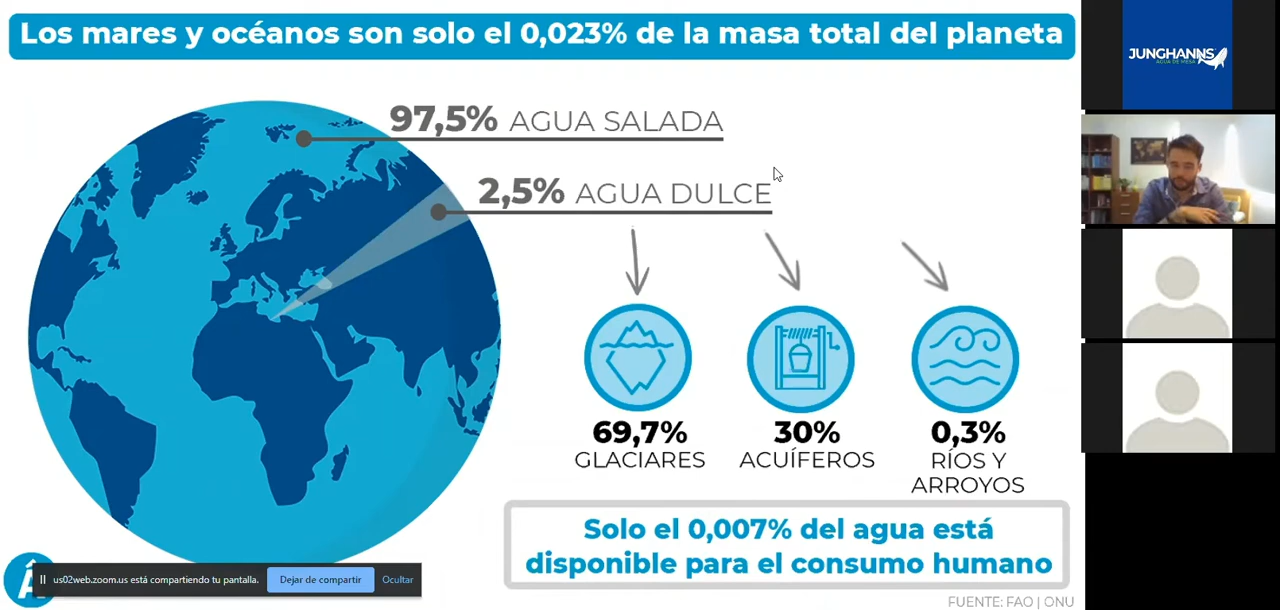 Los mares y océanos son solo el 0,023% de la masa total del planeta
97,5% AGUA SALADA
2,5% AGUA DULCE
69,7%
GLACIARES
30%
ACUÍFEROS
0,3%
RÍOS Y
ARROYOS
Solo el 0,007% del agua está
disponible para el consumo humano
FUENTE: FAO | ONU
us02web.zoom.us está compartiendo tu pantalla.
Dejar de compartir
Ocultar
JUNGHANNS
AGUA DE MESA